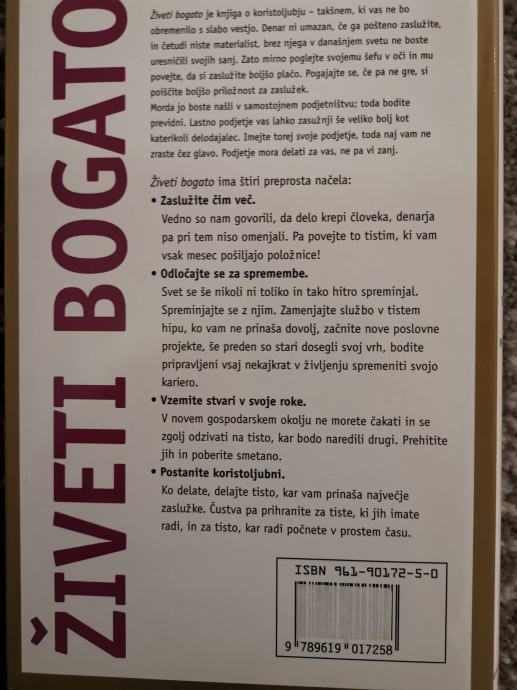 ŽIVETI BOGATO
Živeti bogato je knjiga o koristoljubju – takšnem, ki vas ne bo
obremenilo s slabo vestjo. Denar ni umazan, če ga pošteno zaslužite,
in četudi niste materialist, brez njega v današnjem svetu ne boste
uresničili svojih sanj. Zato mirno poglejte svojemu šefu v oči in mu
povejte, da si zaslužite boljšo plačo. Pogajajte se, če pa ne gre, si
poiščite boljšo priložnost za zaslužek.
Morda jo boste našli v samostojnem podjetništvu; toda bodite
previdni. Lastno podjetje vas lahko zasužnji še veliko bolj kot
katerikoli delodajalec. Imejte torej svoje podjetje, toda naj vam ne
zraste čez glavo. Podjetje mora delati za vas, ne pa vi zanj.
Živeti bogato ima štiri preprosta načela:
• Zaslužite čim več.
Vedno so nam govorili, da delo krepi človeka, denarja
pa pri tem niso omenjali. Pa povejte to tistim, ki vam
vsak mesec pošiljajo položnice!
• Odločajte se za spremembe.
Svet se še nikoli ni toliko in tako hitro spreminjal.
Spreminjajte se z njim. Zamenjajte službo v tistem
hipu, ko vam ne prinaša dovolj, začnite nove poslovne
projekte, še preden so stari dosegli svoj vrh, bodite
pripravljeni vsaj nekajkrat v življenju spremeniti svojo
kariero.
• Vzemite stvari v svoje roke.
V novem gospodarskem okolju ne morete čakati in se
zgolj odzivati na tisto, kar bodo naredili drugi. Prehitite
jih in poberite smetano.
• Postanite koristoljubni.
Ko delate, delajte tisto, kar vam prinaša največje
zaslužke. Čustva pa prihranite za tiste, ki jih imate
radi, in za tisto, kar radi počnete v prostem času.
ISBN 961-90172-5-0
9 789619 017258